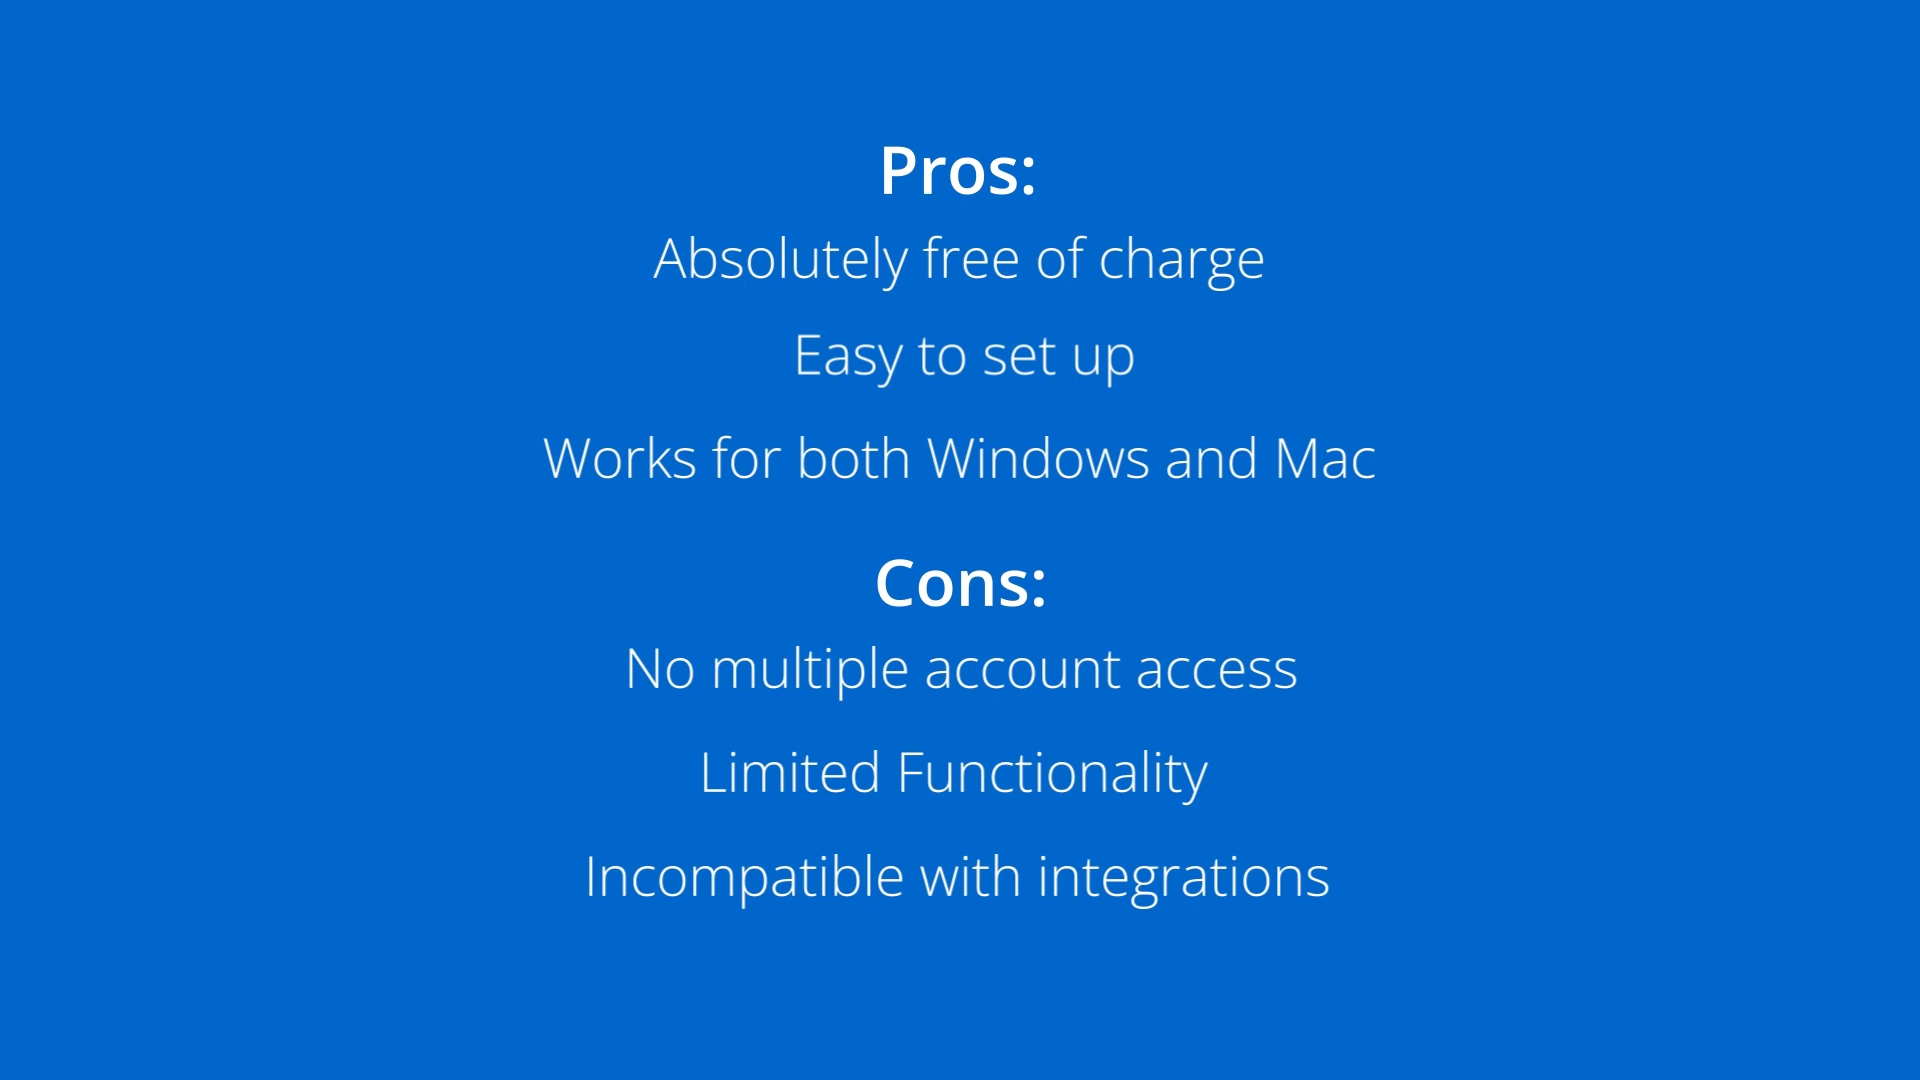 Pros:
Absolutely free of charge
Easy to set up
Works for both Windows and Mac
Cons:
No multiple account access
Limited Functionality
Incompatible with integrations